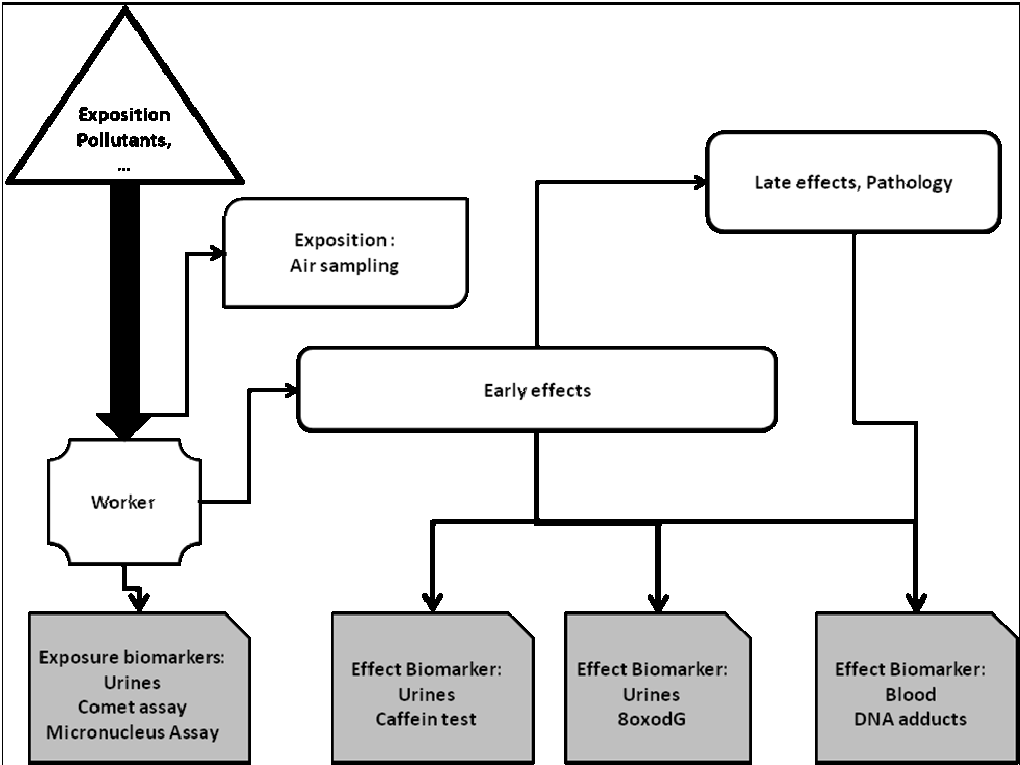 Exposition
Pollutants,
...
Late effects, Pathology
Exposition :
Air sampling
Early effects
Worker
Exposure biomarkers:
Urines
Comet assay
Micronucleus Assay
Effect Biomarker:
Urines
Caffein test
Effect Biomarker:
Urines
8oxodG
Effect Biomarker:
Blood
DNA adducts